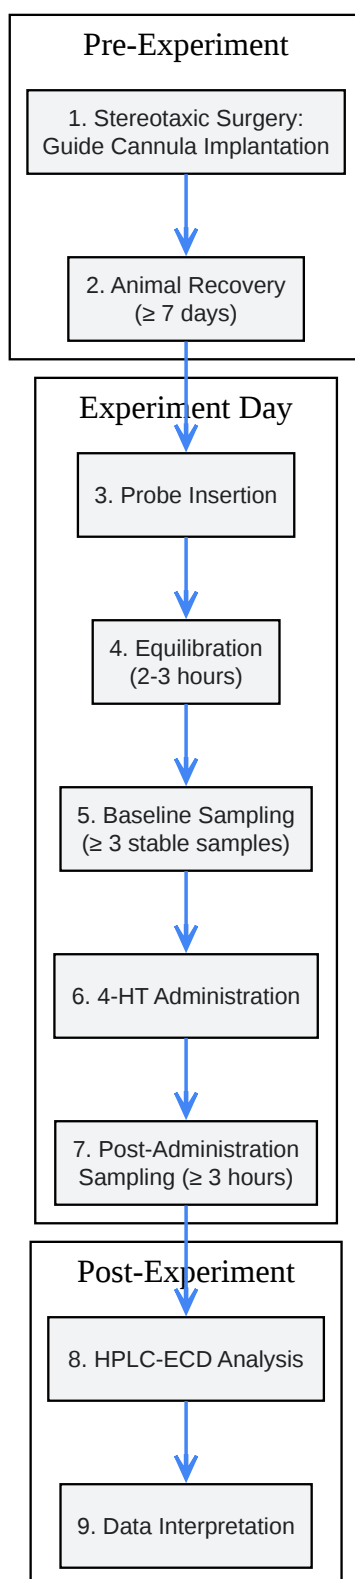 Pre-Experiment
1. Stereotaxic Surgery:
Guide Cannula Implantation
2. Animal Recovery
(≥ 7 days)
Experiment Day
3. Probe Insertion
4. Equilibration
(2-3 hours)
5. Baseline Sampling
(≥ 3 stable samples)
6. 4-HT Administration
7. Post-Administration
Sampling (≥ 3 hours)
Post-Experiment
8. HPLC-ECD Analysis
9. Data Interpretation